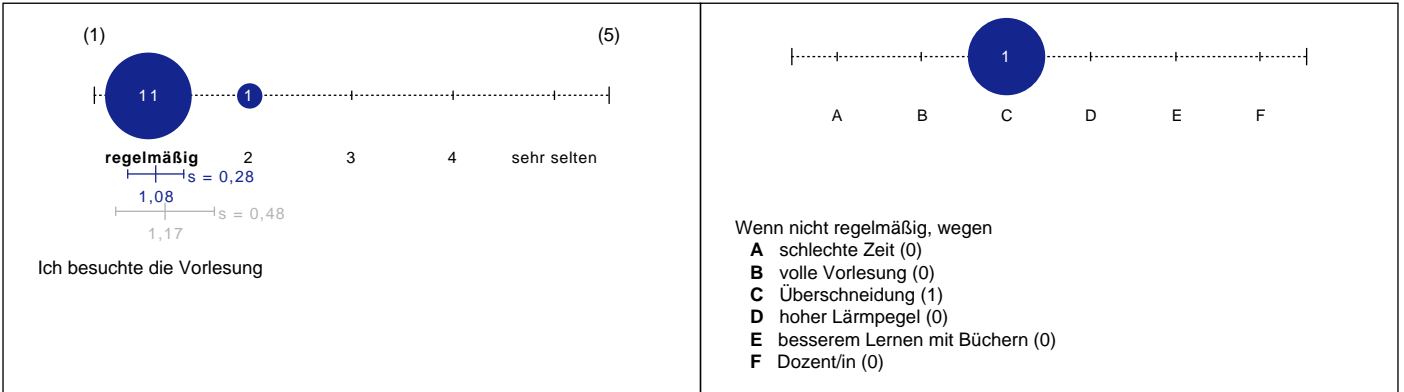 (1) (5)
11 1
regelmäßig 2 3 4 sehr selten
s = 0,28
1,08
s = 0,48
1,17
Ich besuchte die Vorlesung
1
A B C D E F
Wenn nicht regelmäßig, wegen
A schlechte Zeit (0)
B volle Vorlesung (0)
C Überschneidung (1)
D hoher Lärmpegel (0)
E besserem Lernen mit Büchern (0)
F Dozent/in (0)